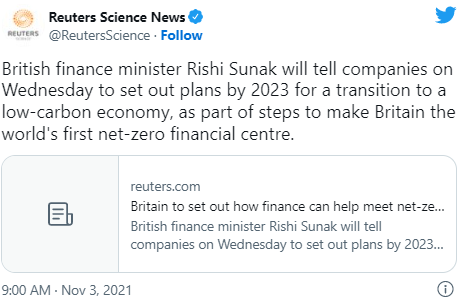 Reuters Science News
@ReutersScience · Follow
REUTERS
SCIENCE
British finance minister Rishi Sunak will tell companies on
Wednesday to set out plans by 2023 for a transition to a
low-carbon economy, as part of steps to make Britain the
world's first net-zero financial centre.
reuters.com
Britain to set out how finance can help meet net-ze...
British finance minister Rishi Sunak will tell
companies on Wednesday to set out plans by 2023...
9:00 AM · Nov 3, 2021